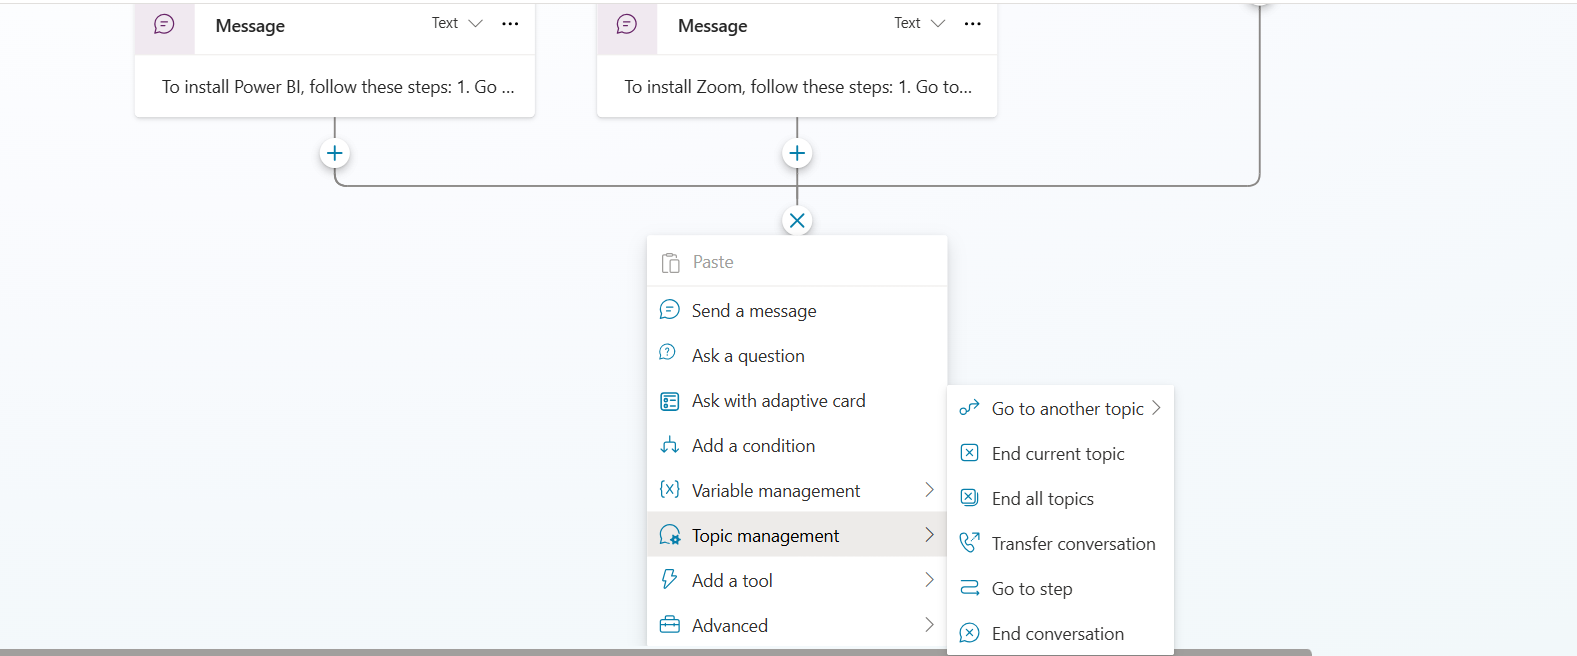 Message
Text
To install Power BI, follow these steps: 1. Go ...
Message
Text
To install Zoom, follow these steps: 1. Go to...
Paste
Send a message
Ask a question
Ask with adaptive card
Add a condition
Variable management
Topic management
Add a tool
Advanced
Go to another topic
End current topic
End all topics
Transfer conversation
Go to step
End conversation